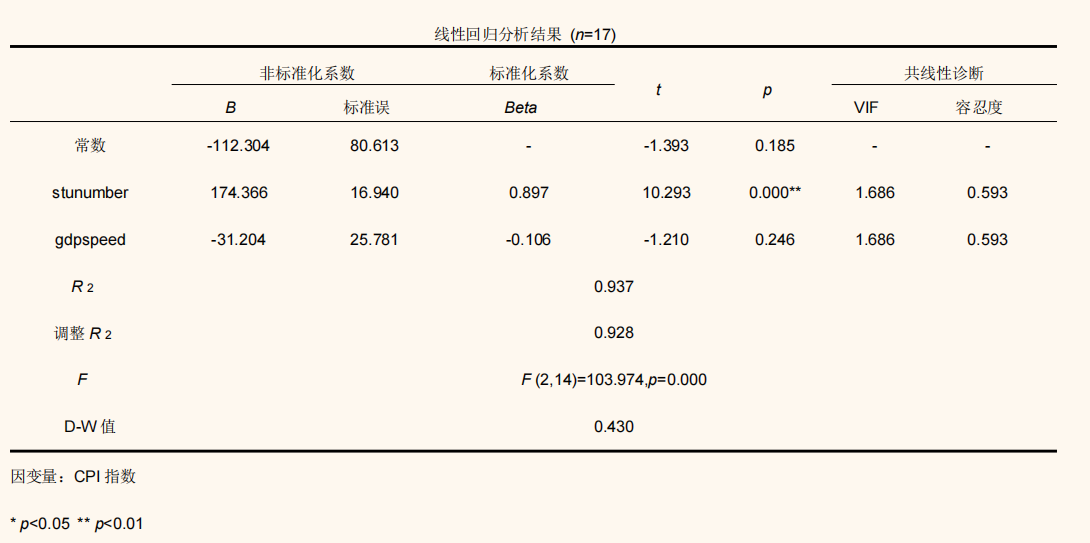 线性回归分析结果 (n=17)
非标准化系数 标准化系数 t p 共线性诊断
B 标准误 Beta VIF 容忍度
常数 -112.304 80.613 - -1.393 0.185 - -
stunumber 174.366 16.940 0.897 10.293 0.000** 1.686 0.593
gdpspeed -31.204 25.781 -0.106 -1.210 0.246 1.686 0.593
R 2 0.937
调整 R 2 0.928
F F (2,14)=103.974,p=0.000
D-W 值 0.430
因变量：CPI 指数
* p<0.05 ** p<0.01